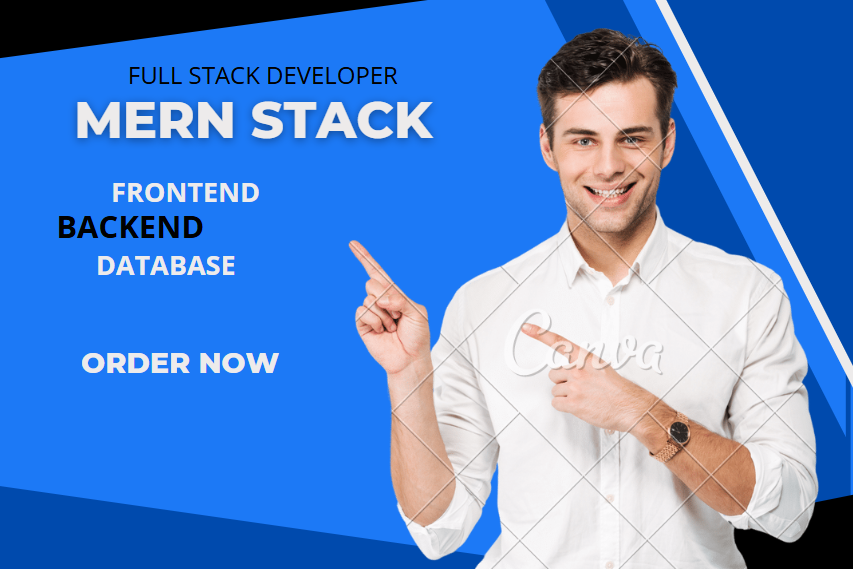 FULL STACK DEVELOPER
MERN STACK
FRONTEND
BACKEND
DATABASE
Canva
ORDER NOW